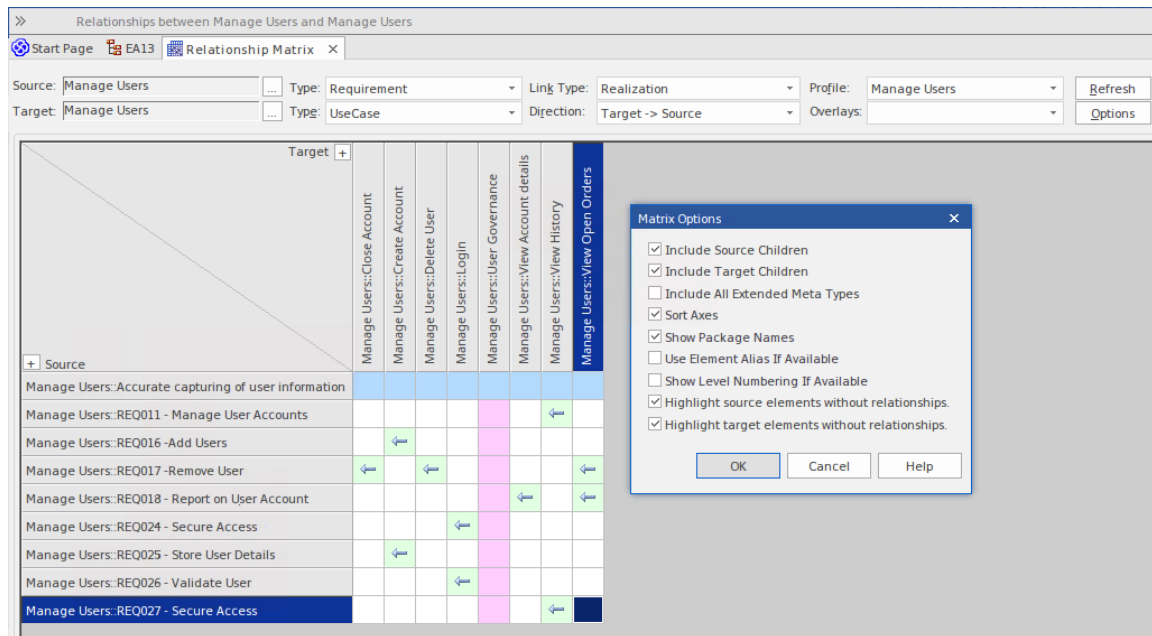 Relationships between Manage Users and Manage Users
Start Page EA13 Relationship Matrix
Source: Manage Users ... Type: Requirement Link Type: Realization Profile: Manage Users Refresh
Target: Manage Users ... Type: UseCase Direction: Target -> Source Overlays: Options
Target +
+ Source
Manage Users::Close Account
Manage Users::Create Account
Manage Users::Delete User
Manage Users::Login
Manage Users::User Governance
Manage Users::View Account details
Manage Users::View History
Manage Users::View Open Orders
Manage Users::Accurate capturing of user information
Manage Users::REQ011 - Manage User Accounts
Manage Users::REQ016 -Add Users
Manage Users::REQ017 -Remove User
Manage Users::REQ018 - Report on User Account
Manage Users::REQ024 - Secure Access
Manage Users::REQ025 - Store User Details
Manage Users::REQ026 - Validate User
Manage Users::REQ027 - Secure Access
Matrix Options
Include Source Children
Include Target Children
Include All Extended Meta Types
Sort Axes
Show Package Names
Use Element Alias If Available
Show Level Numbering If Available
Highlight source elements without relationships.
Highlight target elements without relationships.
OK Cancel Help